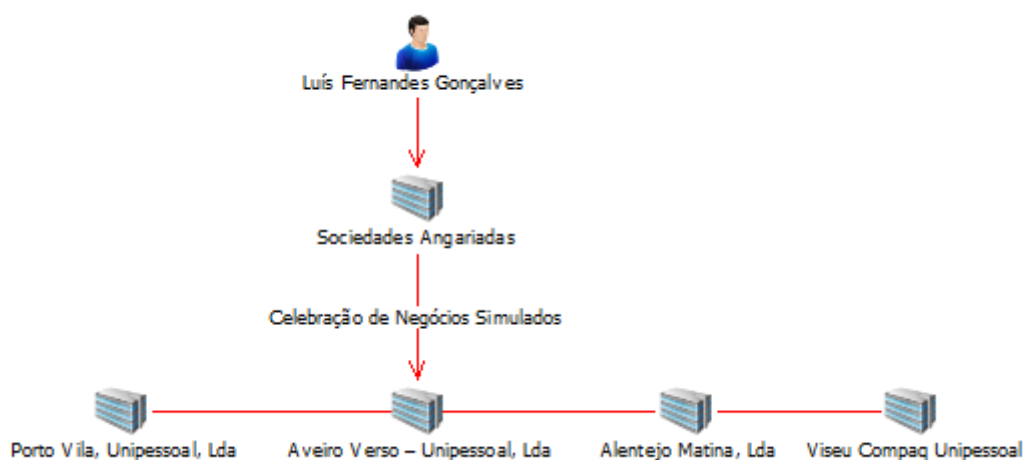 Luís Fernandes Gonçalves
Sociedades Angariadas
Celebração de Negócios Simulados
Porto Vila, Unipessoal, Lda
Aveiro Verso – Unipessoal, Lda
Alentejo Matina, Lda
Viseu Compaq Unipessoal